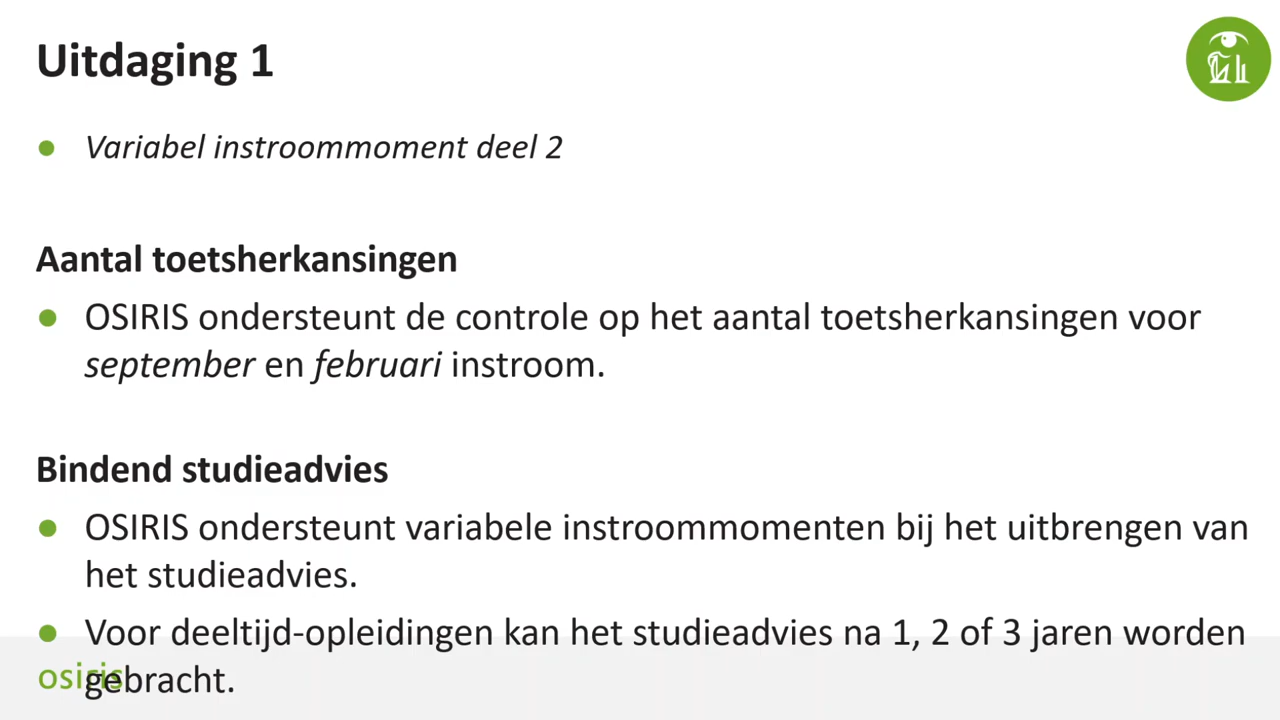 Uitdaging 1
● Variabel instroommoment deel 2
Aantal toetsherkansingen
● OSIRIS ondersteunt de controle op het aantal toetsherkansingen voor
september en februari instroom.
Bindend studieadvies
● OSIRIS ondersteunt variabele instroommomenten bij het uitbrengen van
het studieadvies.
● Voor deeltijd-opleidingen kan het studieadvies na 1, 2 of 3 jaren worden
gebracht.
osiris